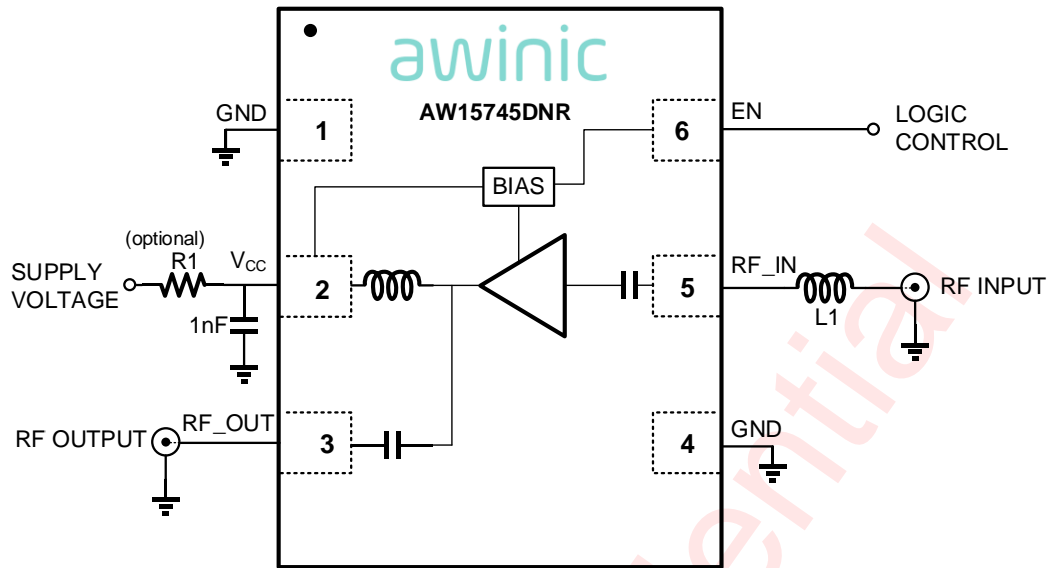 awinic
AW15745DNR
GND
1
6
EN
LOGIC
CONTROL
BIAS
(optional)
R1
V_CC
SUPPLY
VOLTAGE
2
5
RF_IN
RF INPUT
L1
1nF
RF_OUT
RF OUTPUT
3
4
GND
ential